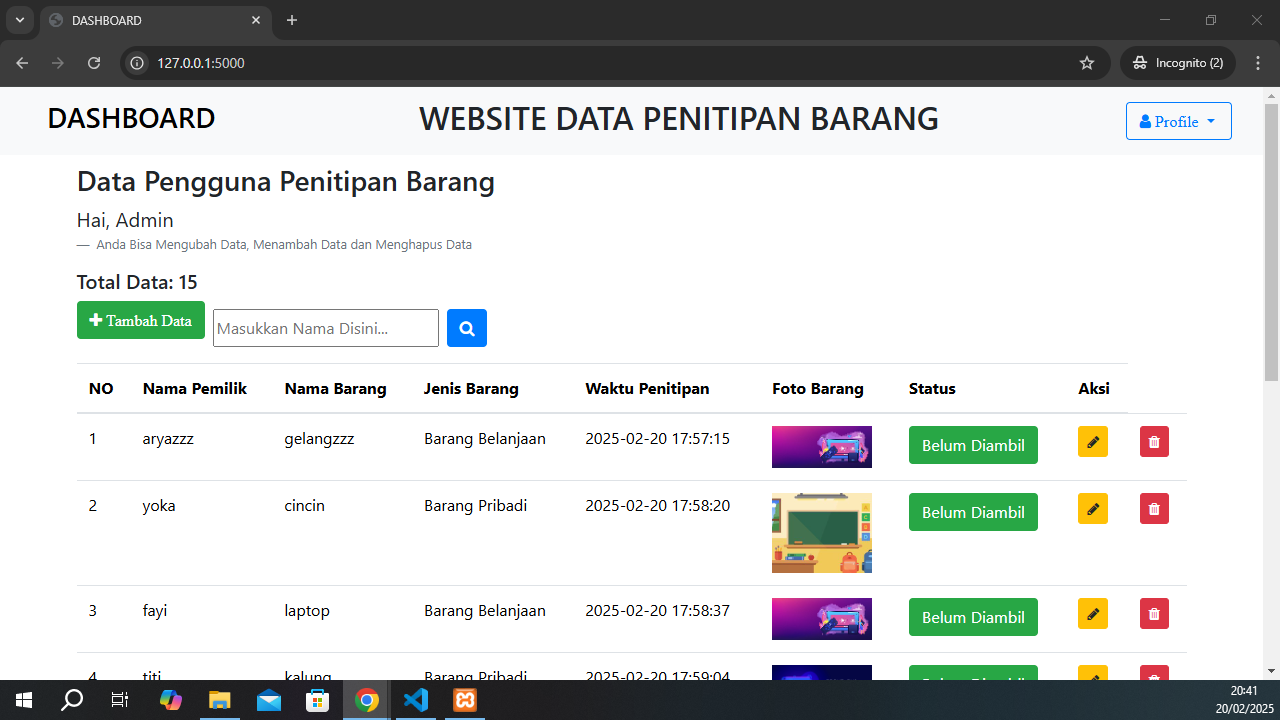 DASHBOARD
127.0.0.1:5000
Incognito (2)
DASHBOARD
WEBSITE DATA PENITIPAN BARANG
Profile
Data Pengguna Penitipan Barang
Hai, Admin
— Anda Bisa Mengubah Data, Menambah Data dan Menghapus Data
Total Data: 15
Tambah Data
Masukkan Nama Disini...
NO Nama Pemilik Nama Barang Jenis Barang Waktu Penitipan Foto Barang Status Aksi
1 aryazzz gelangzzz Barang Belanjaan 2025-02-20 17:57:15 Belum Diambil
2 yoka cincin Barang Pribadi 2025-02-20 17:58:20 Belum Diambil
3 fayi laptop Barang Belanjaan 2025-02-20 17:58:37 Belum Diambil
4 titi kalung Barang Pribadi 2025-02-20 17:59:04 Belum Diambil
20:41
20/02/2025